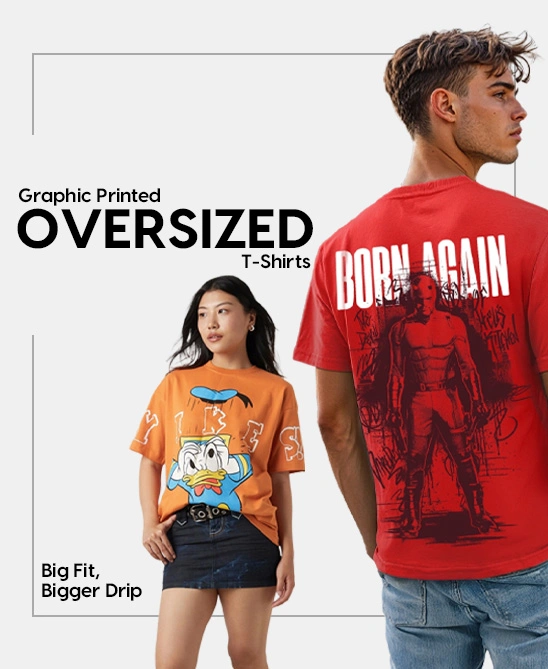 Graphic Printed
OVERSIZED
T-Shirts
BORN AGAIN
YIKES!
Big Fit,
Bigger Drip